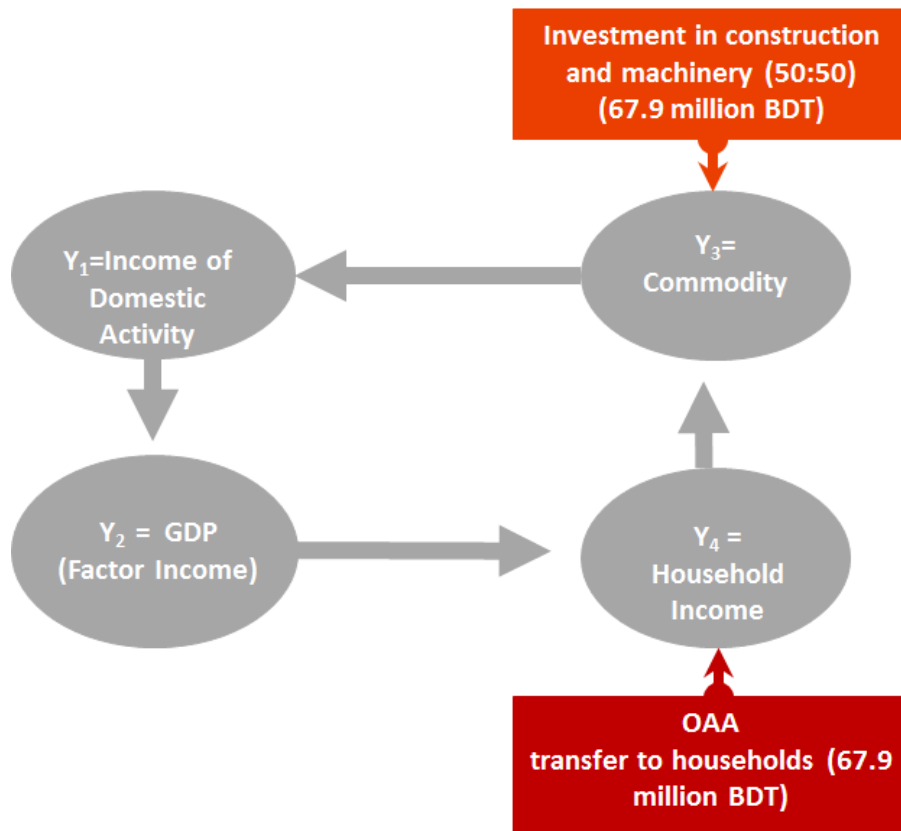 Investment in construction
and machinery (50:50)
(67.9 million BDT)
Y₁=Income of
Domestic
Activity
Y₃=
Commodity
Y₂ = GDP
(Factor Income)
Y₄ =
Household
Income
OAA
transfer to households (67.9
million BDT)